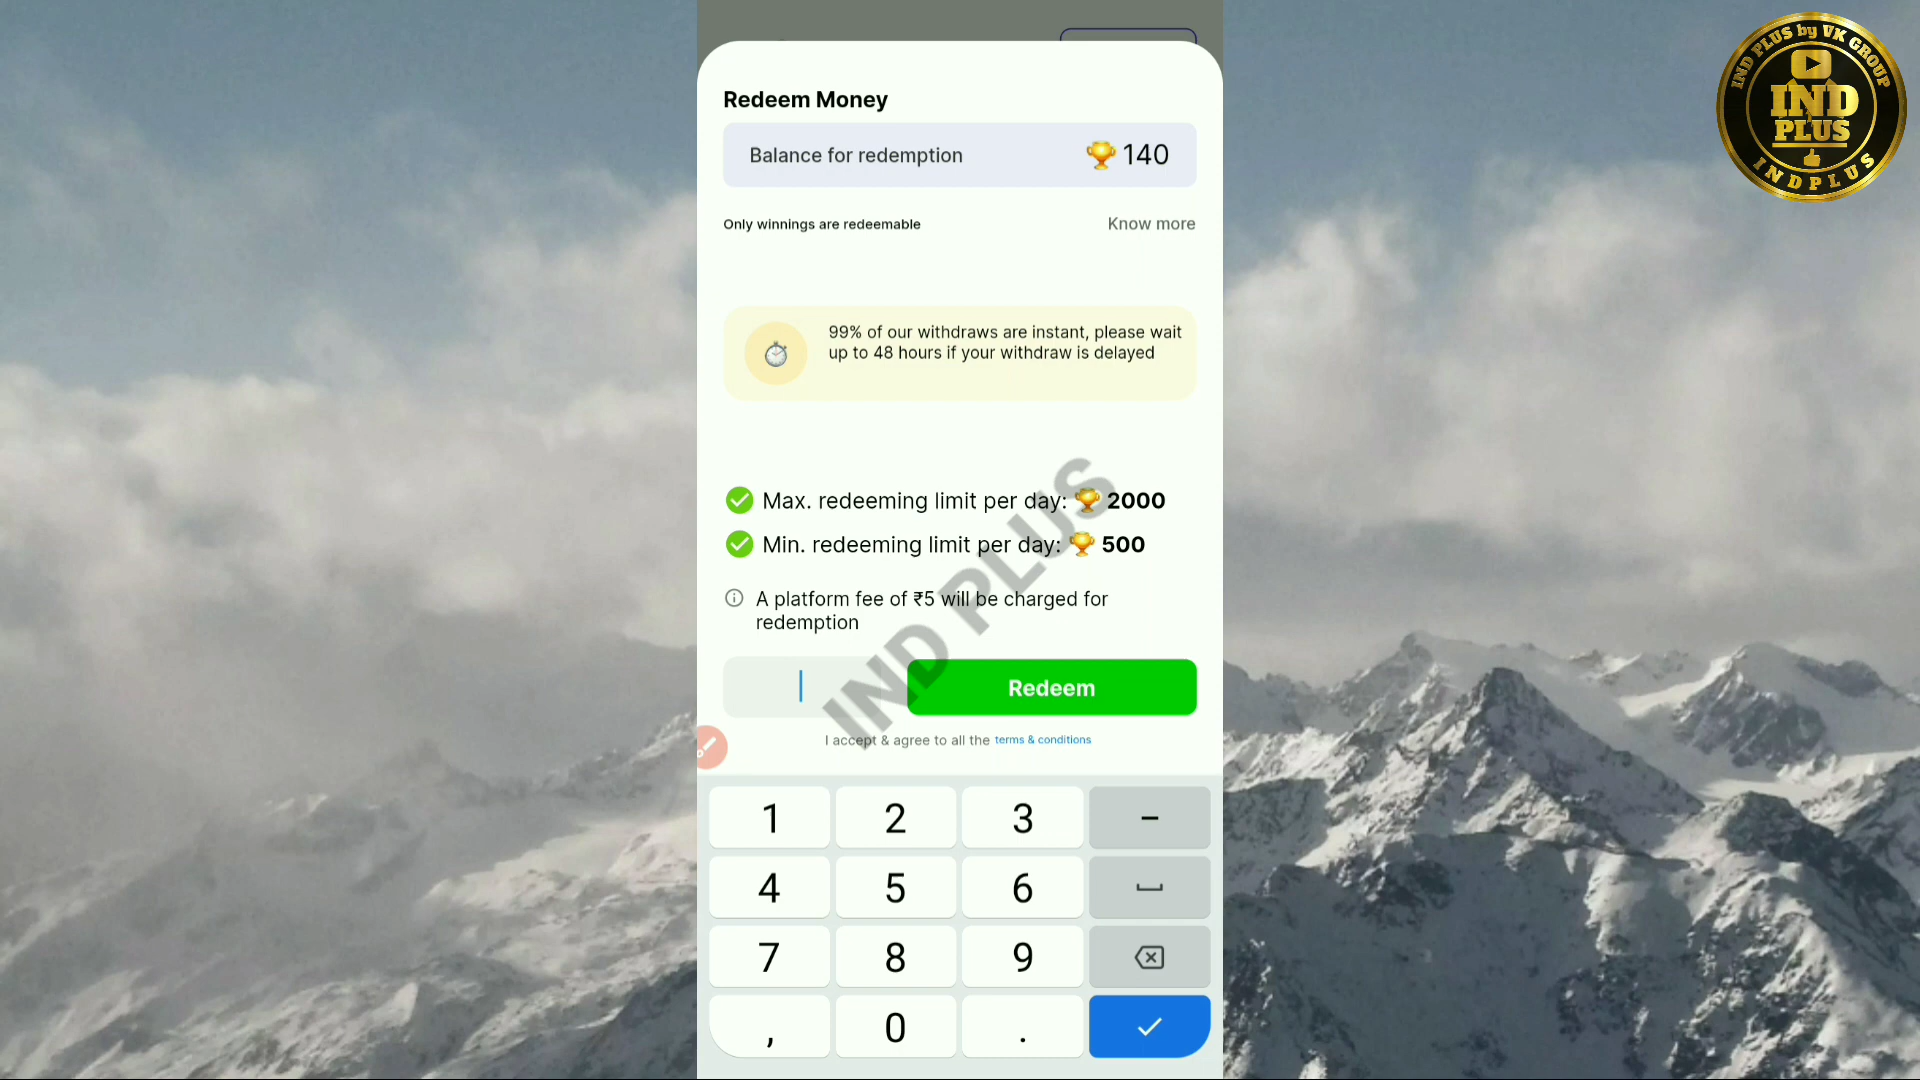 IND PLUS by VK GROUP
IND
PLUS
INDPLUS
Redeem Money
Balance for redemption 🏆 140
Only winnings are redeemable Know more
99% of our withdraws are instant, please wait
up to 48 hours if your withdraw is delayed
Max. redeeming limit per day: 🏆 2000
Min. redeeming limit per day: 🏆 500
A platform fee of ₹5 will be charged for
redemption
Redeem
IND PLUS
I accept & agree to all the terms & conditions
1 2 3 –
4 5 6
7 8 9
, 0 .